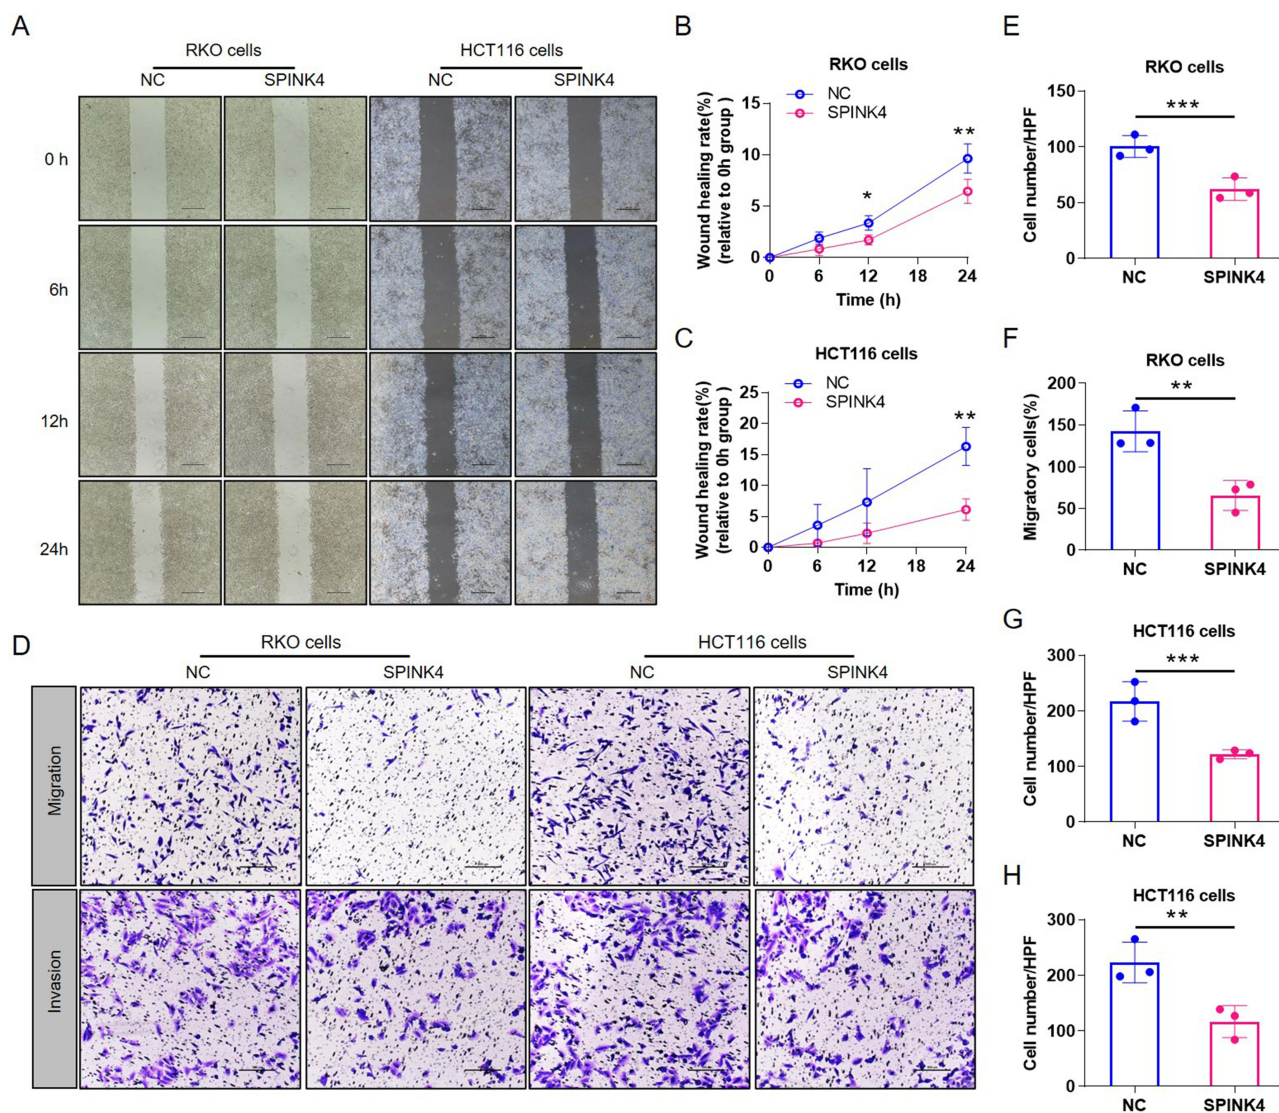 A
RKO cells
HCT116 cells
NC
SPINK4
NC
SPINK4
0 h
6h
12h
24h
B
RKO cells
NC
SPINK4
Wound healing rate(%)
(relative to 0h group )
15
10
5
0
*
**
0
6
12
18
24
Time (h)
C
HCT116 cells
NC
SPINK4
Wound healing rate(%)
(relative to 0h group )
25
20
15
10
5
0
**
0
6
12
18
24
Time (h)
D
RKO cells
HCT116 cells
NC
SPINK4
NC
SPINK4
Migration
Invasion
E
RKO cells
Cell number/HPF
150
100
50
0
***
NC
SPINK4
F
RKO cells
Migratory cells(%)
200
150
100
50
0
**
NC
SPINK4
G
HCT116 cells
Cell number/HPF
300
200
100
0
***
NC
SPINK4
H
HCT116 cells
Cell number/HPF
300
200
100
0
**
NC
SPINK4